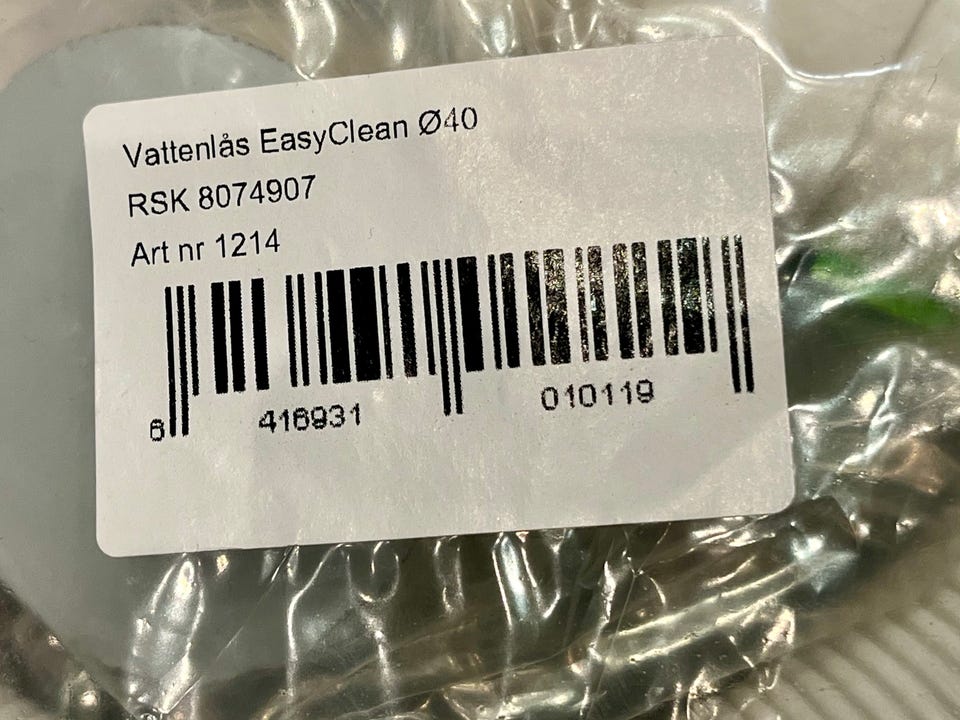 Vattenlås EasyClean Ø40
RSK 8074907
Art nr 1214
6 416931 010119